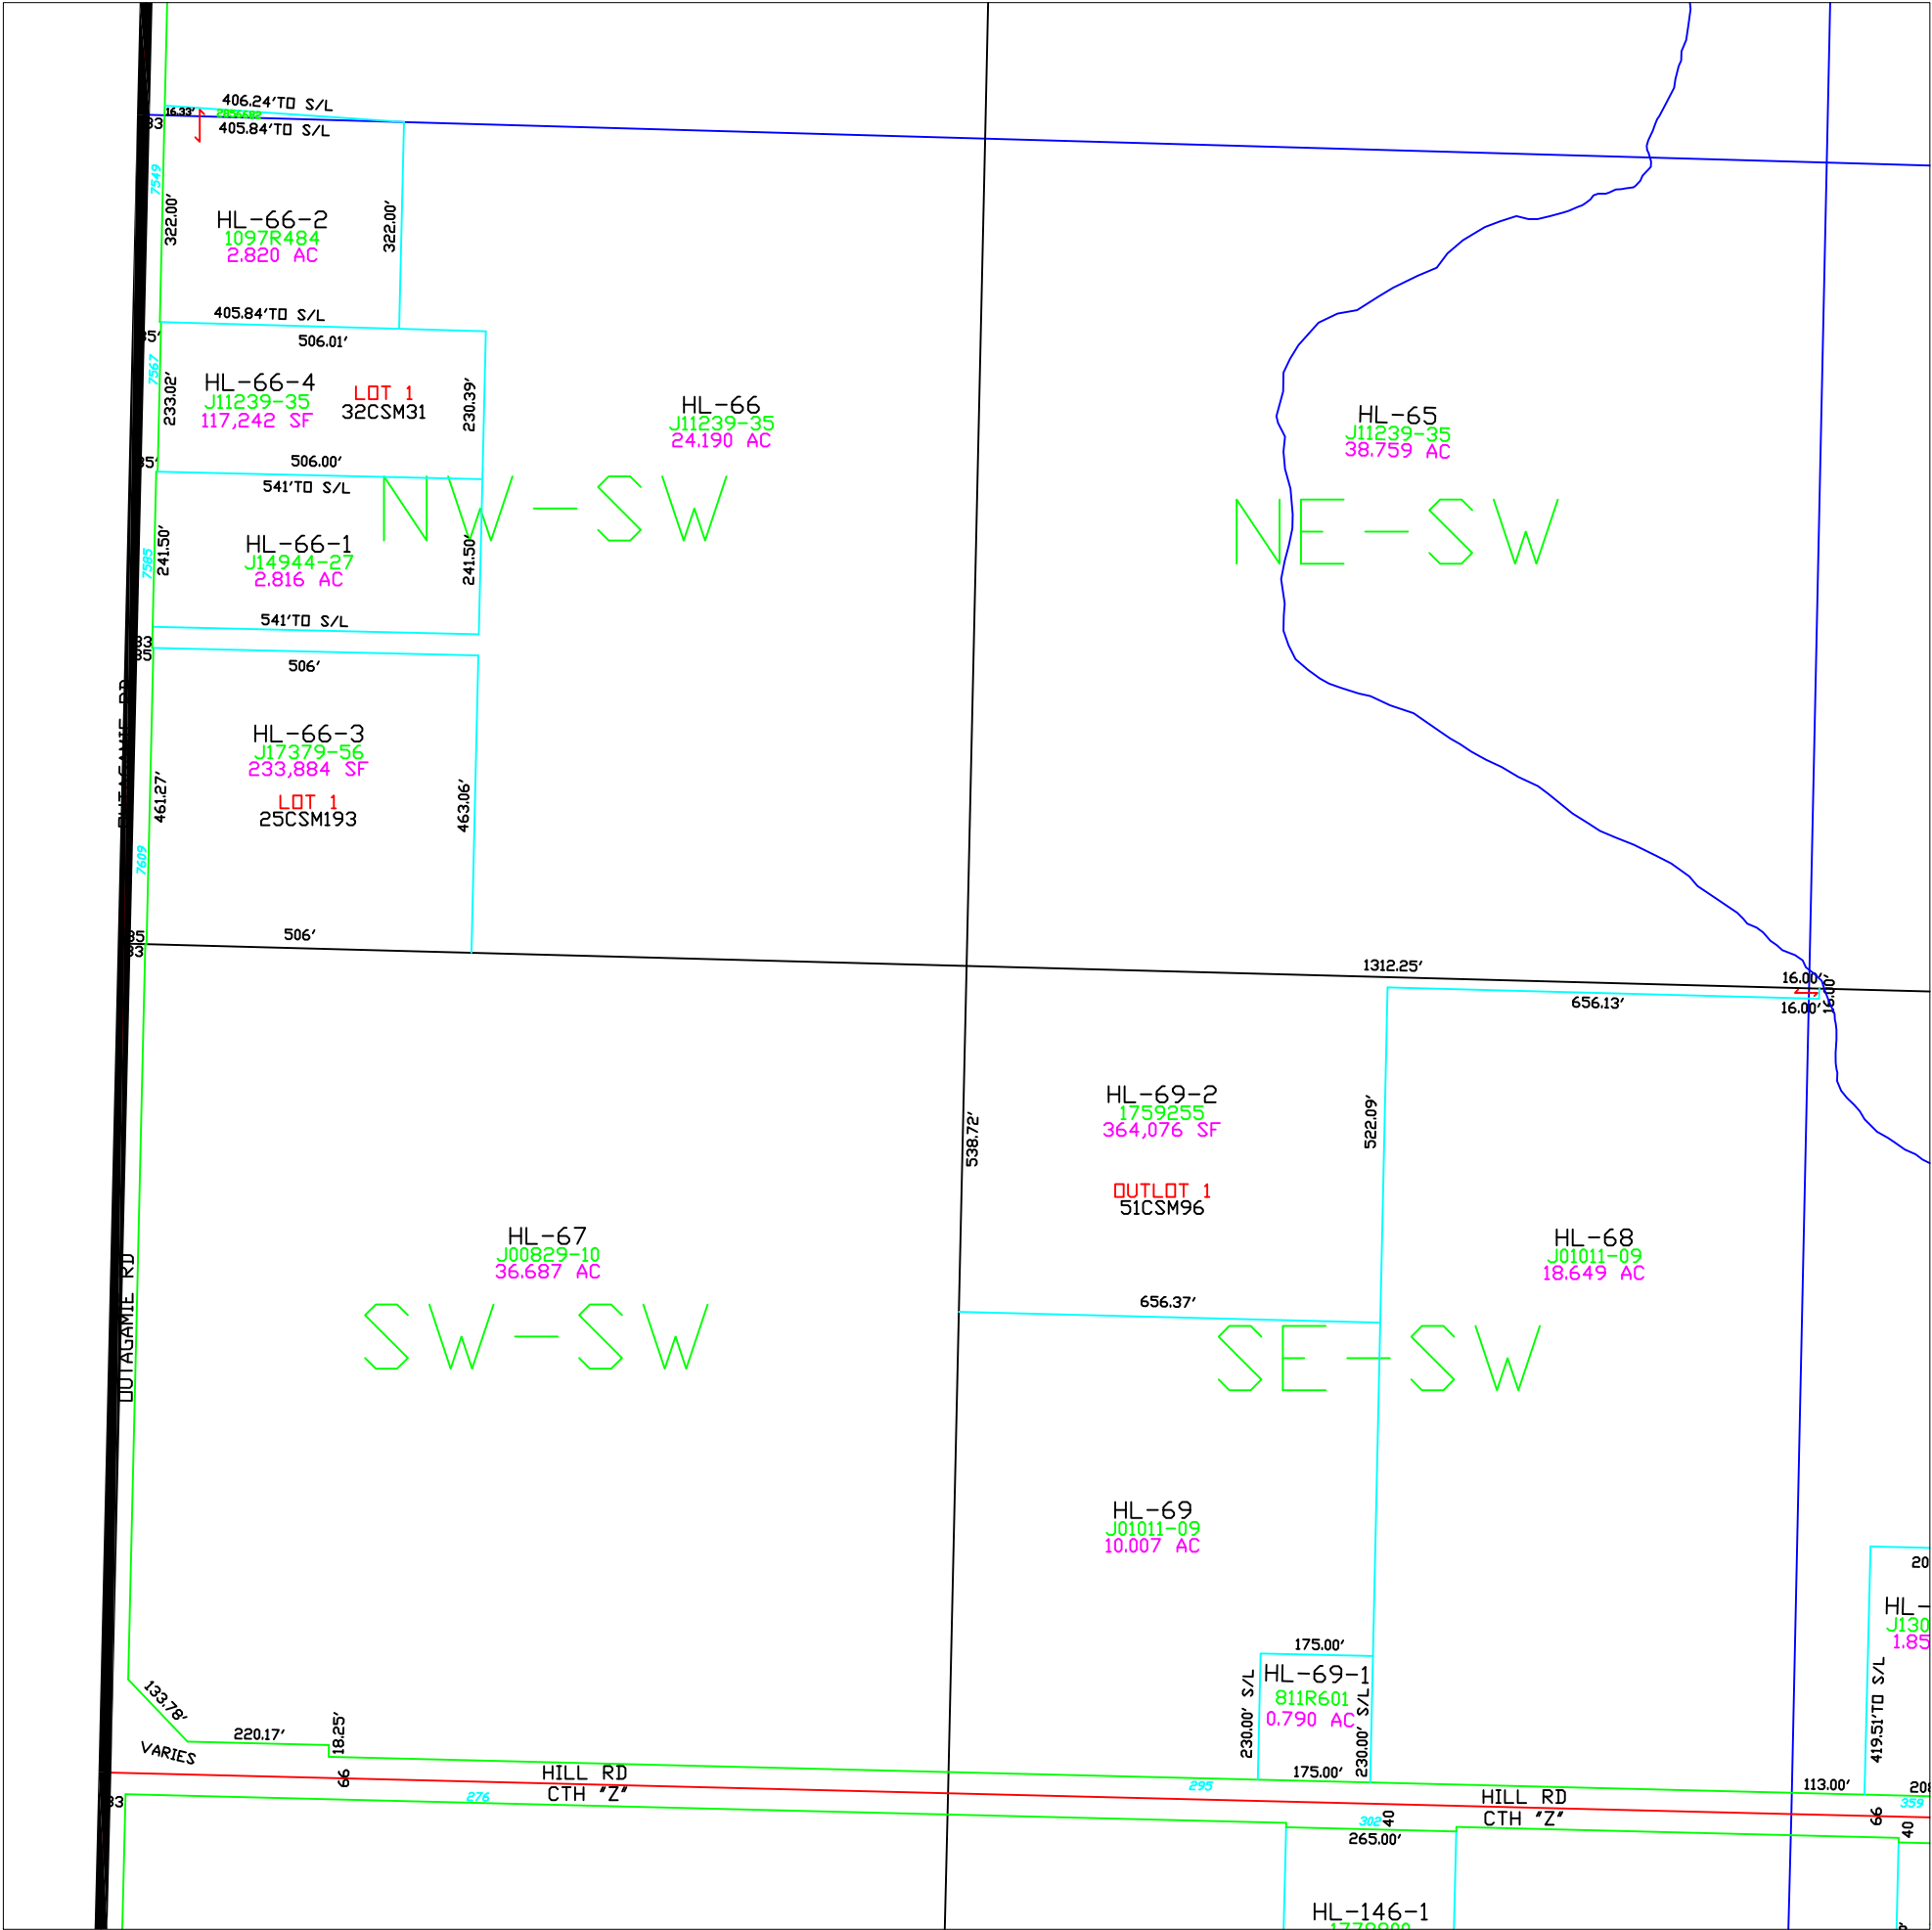 406.24'TO S/L
16.33'
2856682
33
405.84'TO S/L
7549
322.00'
322.00'
HL-66-2
1097R484
2.820 AC
405.84'TO S/L
35'
506.01'
7567
233.02'
HL-66-4
J11239-35
117,242 SF
LOT 1
32CSM31
230.39'
HL-66
J11239-35
24.190 AC
HL-65
J11239-35
38.759 AC
35'
506.00'
541'TO S/L
NW-SW
NE-SW
7585
241.50'
HL-66-1
J14944-27
2.816 AC
241.50'
541'TO S/L
33
35
506'
HL-66-3
J17379-56
233,884 SF
LOT 1
25CSM193
461.27'
463.06'
7609
35
33
506'
1312.25'
16.00'
16.00'
16.00'
656.13'
HL-69-2
1759255
364,076 SF
OUTLOT 1
51CSM96
538.72'
522.09'
HL-67
J00829-10
36.687 AC
HL-68
J01011-09
18.649 AC
OUTAGAMIE RD
656.37'
SW-SW
SE-SW
HL-69
J01011-09
10.007 AC
20
HL-
J130
1.85
419.51'TO S/L
175.00'
HL-69-1
811R601
0.790 AC
230.00' S/L
230.00' S/L
133.78'
220.17'
18.25'
VARIES
66
HILL RD
CTH "Z"
175.00'
295
113.00'
208
33
276
HILL RD
CTH "Z"
359
302
40
66
40
265.00'
HL-146-1